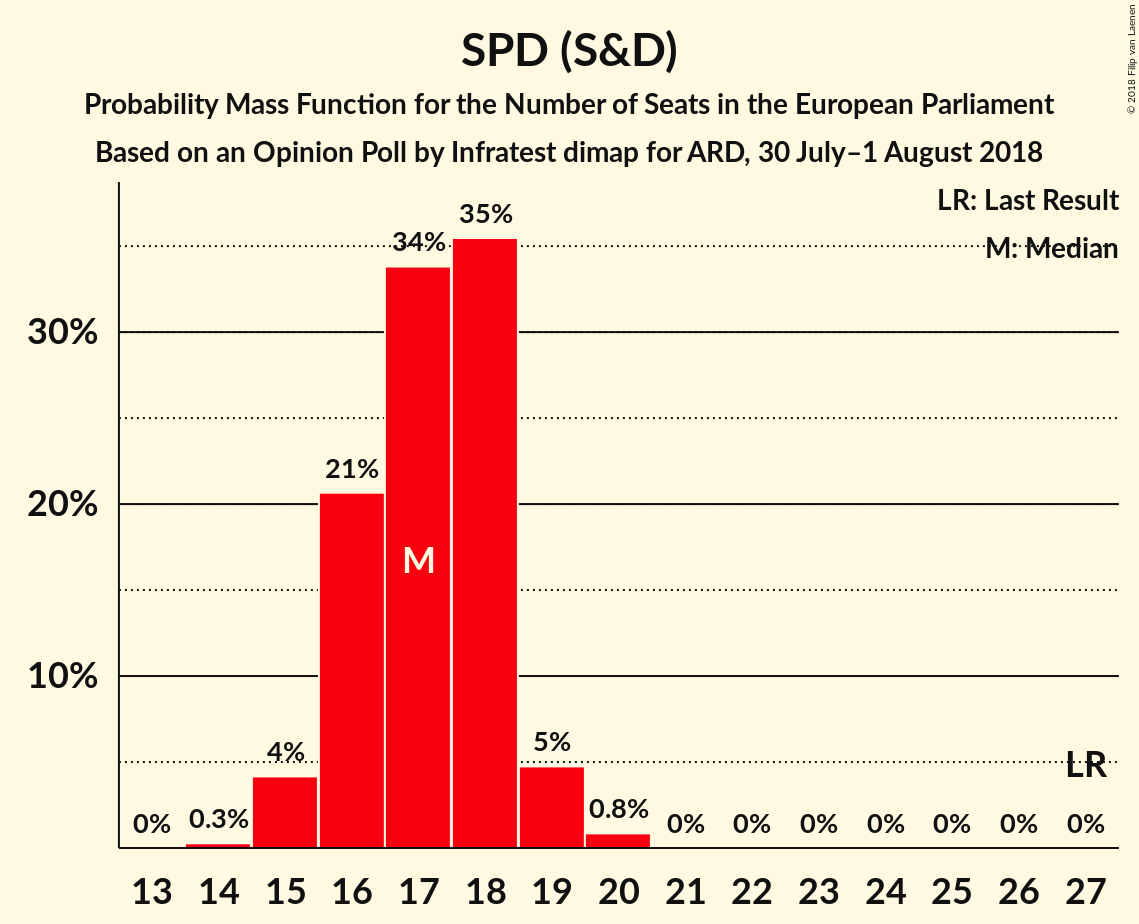 SPD (S&D)
Probability Mass Function for the Number of Seats in the European Parliament
Based on an Opinion Poll by Infratest dimap for ARD, 30 July–1 August 2018
© 2018 Filip van Laenen
LR: Last Result
M: Median
35%
34%
30%
21%
20%
M
10%
4%
5%
LR
0%
0.3%
0.8%
0%
0%
0%
0%
0%
0%
0%
13 14 15 16 17 18 19 20 21 22 23 24 25 26 27